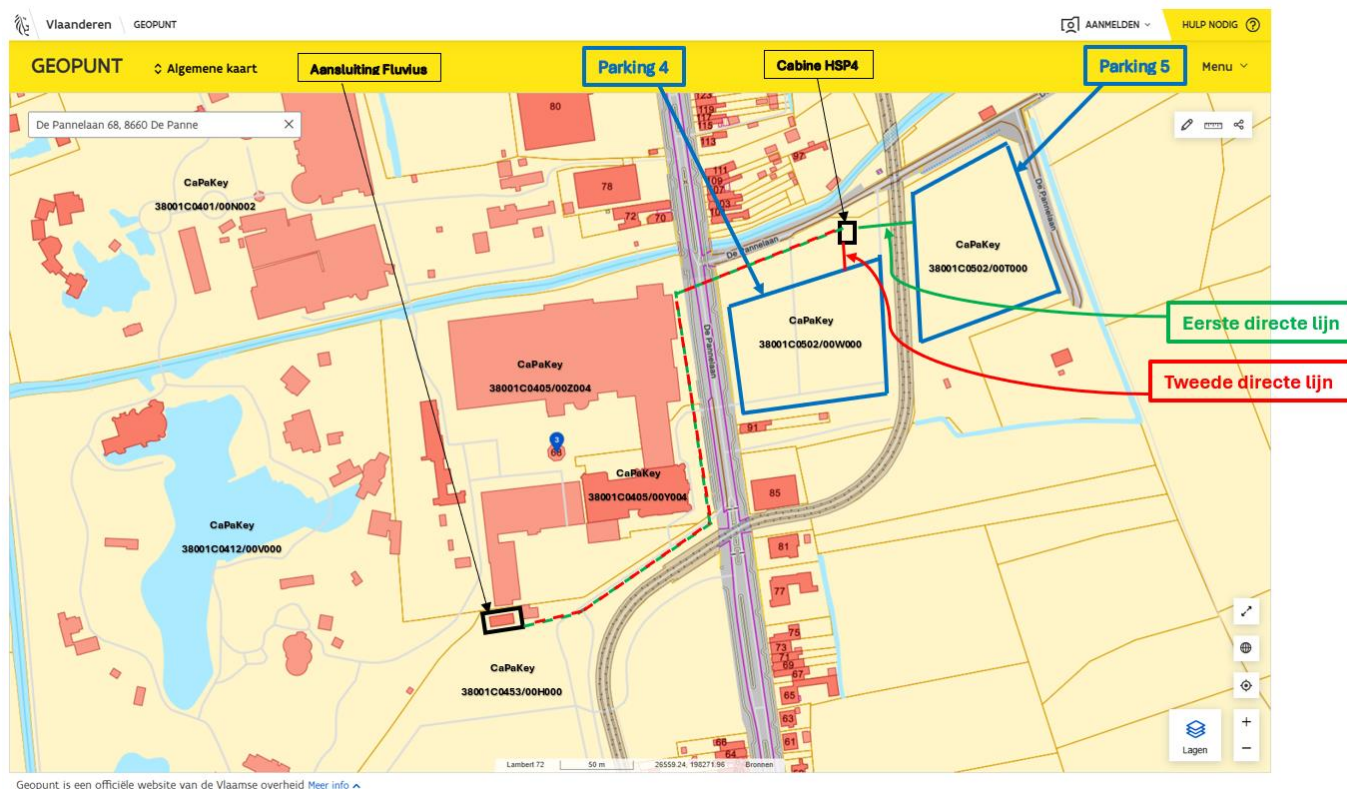 Vlaanderen
GEOPUNT
AANMELDEN
HULP NODIG
GEOPUNT
Algemene kaart
Aansluiting Fluvius
Parking 4
Cabine HSP4
Parking 5
Menu
De Pannelaan 68, 8660 De Panne
80
123
119
117
115
113
97
111
109
107
103
78
72
70
CaPaKey
38001C0401/00N002
De Pannelaan
De Pannelaan
CaPaKey
38001C0502/00T000
CaPaKey
38001C0502/00W000
De Pannelaan
Eerste directe lijn
Tweede directe lijn
CaPaKey
38001C0405/00Z004
3
68
91
CaPaKey
38001C0405/00Y004
85
CaPaKey
38001C0412/00V000
81
77
75
73
71
69
67
65
63
61
66
64
CaPaKey
38001C0453/00H000
Lagen
Lambert 72
50 m
26559.24, 198271.96
Bronnen
Geopunt is een officiële website van de Vlaamse overheid Meer info